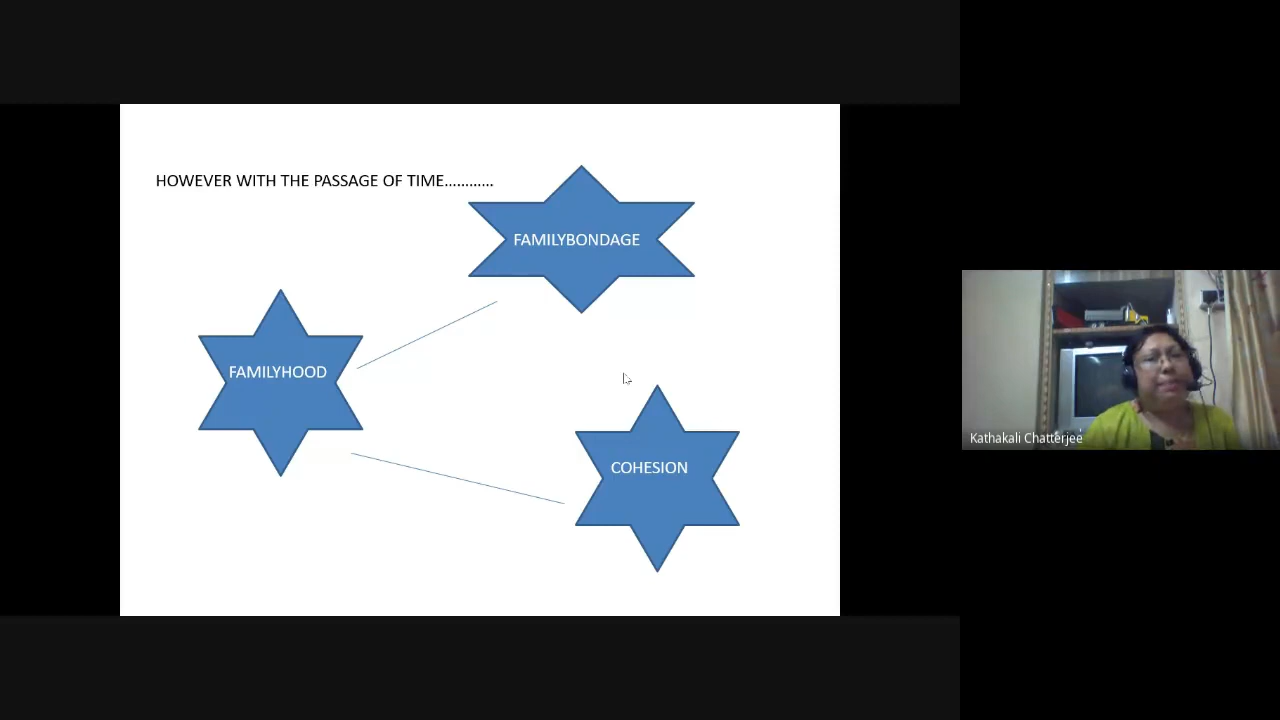 HOWEVER WITH THE PASSAGE OF TIME............
FAMILYBONDAGE
FAMILYHOOD
COHESION
Kathakali Chatterjee